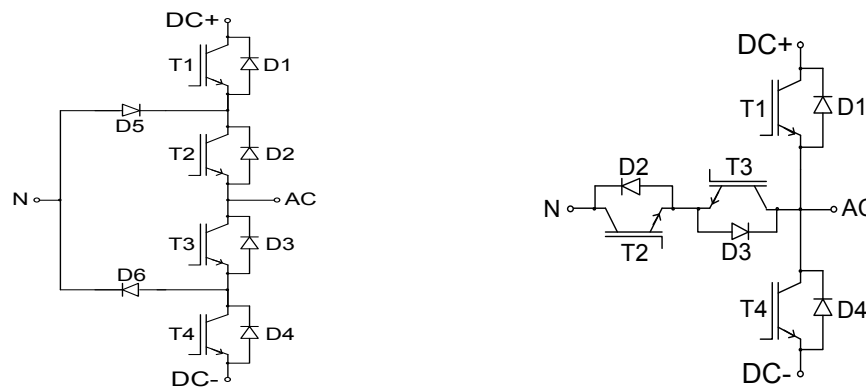 DC+
T1
D1
D5
T2
D2
N
AC
T3
D3
D6
T4
D4
DC-
DC+
T1
D1
D2
T3
N
AC
T2
D3
T4
D4
DC-